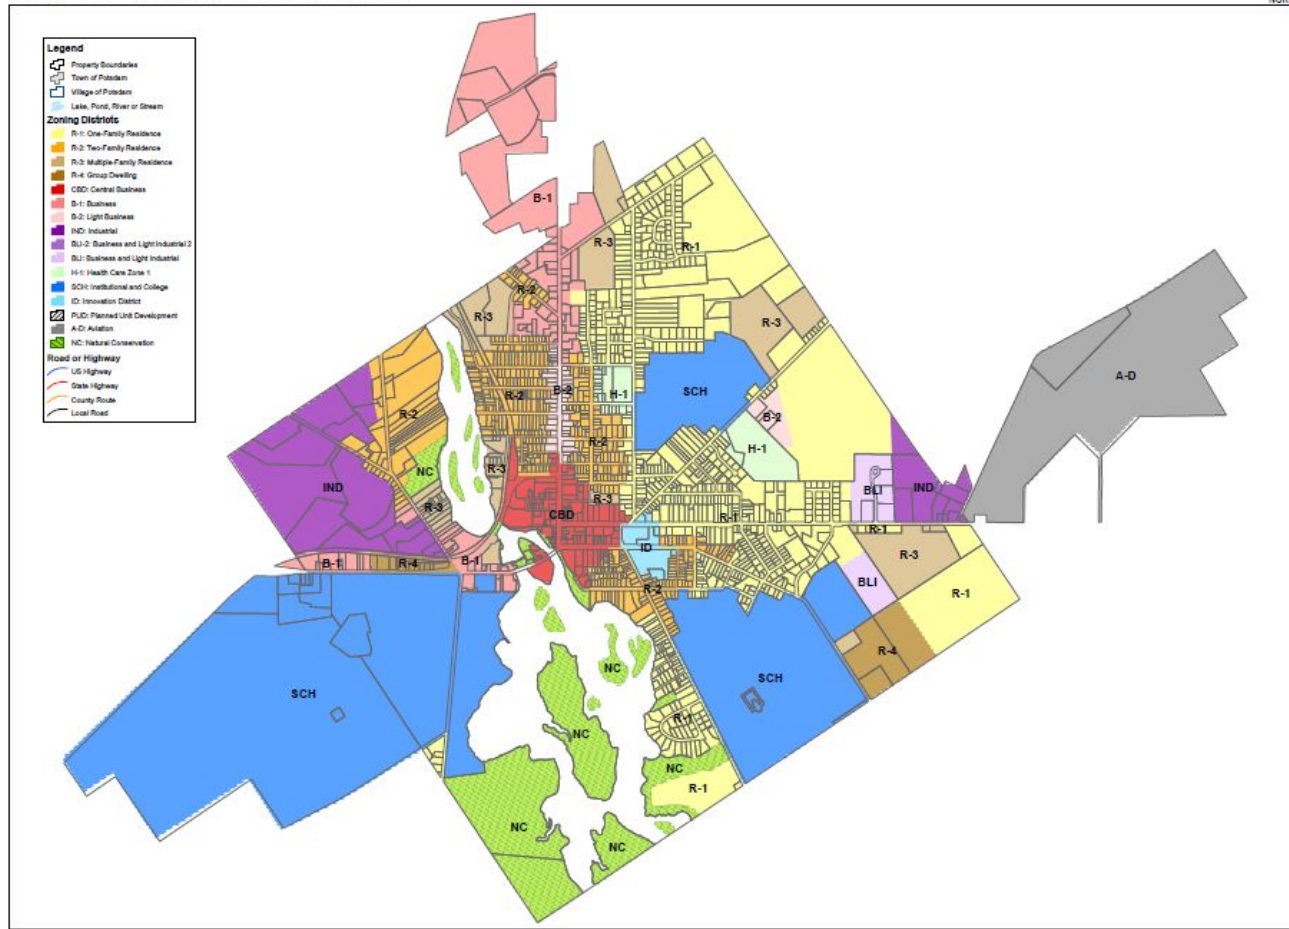 Legend
Property Boundaries
Town of Potsdam
Village of Potsdam
Lake, Pond, River or Stream
Zoning Districts
R-1: One-Family Residence
R-2: Two-Family Residence
R-3: Multiple-Family Residence
R-4: Group Dwelling
CBD: Central Business
B-1: Business
B-2: Light Business
IND: Industrial
BLI-2: Business and Light Industrial 2
BLI: Business and Light Industrial
H-1: Health Care Zone 1
SCH: Institutional and College
ID: Innovation District
PUD: Planned Unit Development
A-D: Aviation
NC: Natural Conservation
Road or Highway
US Highway
State Highway
County Route
Local Road
B-1
R-3
R-1
R-2
R-3
R-3
A-D
B-2
H-1
SCH
R-2
R-2
B-2
R-2
H-1
NC
R-3
IND
BLI
IND
R-3
R-3
CBD
R-1
R-1
ID
R-3
B-1
R-4
B-1
BLI
R-2
R-1
R-4
NC
SCH
SCH
R-1
NC
NC
R-1
NC
NC